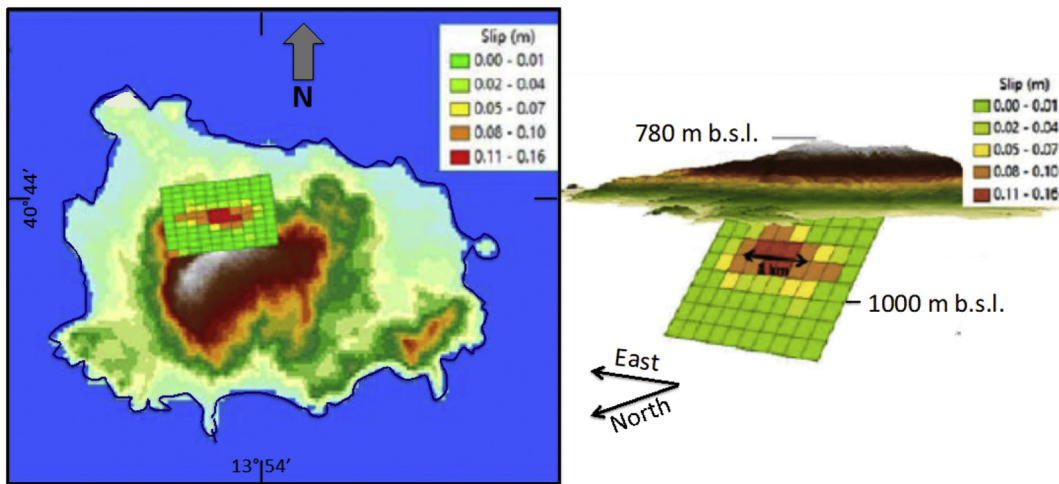 Slip (m)
0.00 - 0.01
0.02 - 0.04
0.05 - 0.07
0.08 - 0.10
0.11 - 0.16
N
40° 44′
13° 54′
780 m b.s.l.
Slip (m)
0.00 - 0.01
0.02 - 0.04
0.05 - 0.07
0.08 - 0.10
0.11 - 0.16
1 km
1000 m b.s.l.
East
North